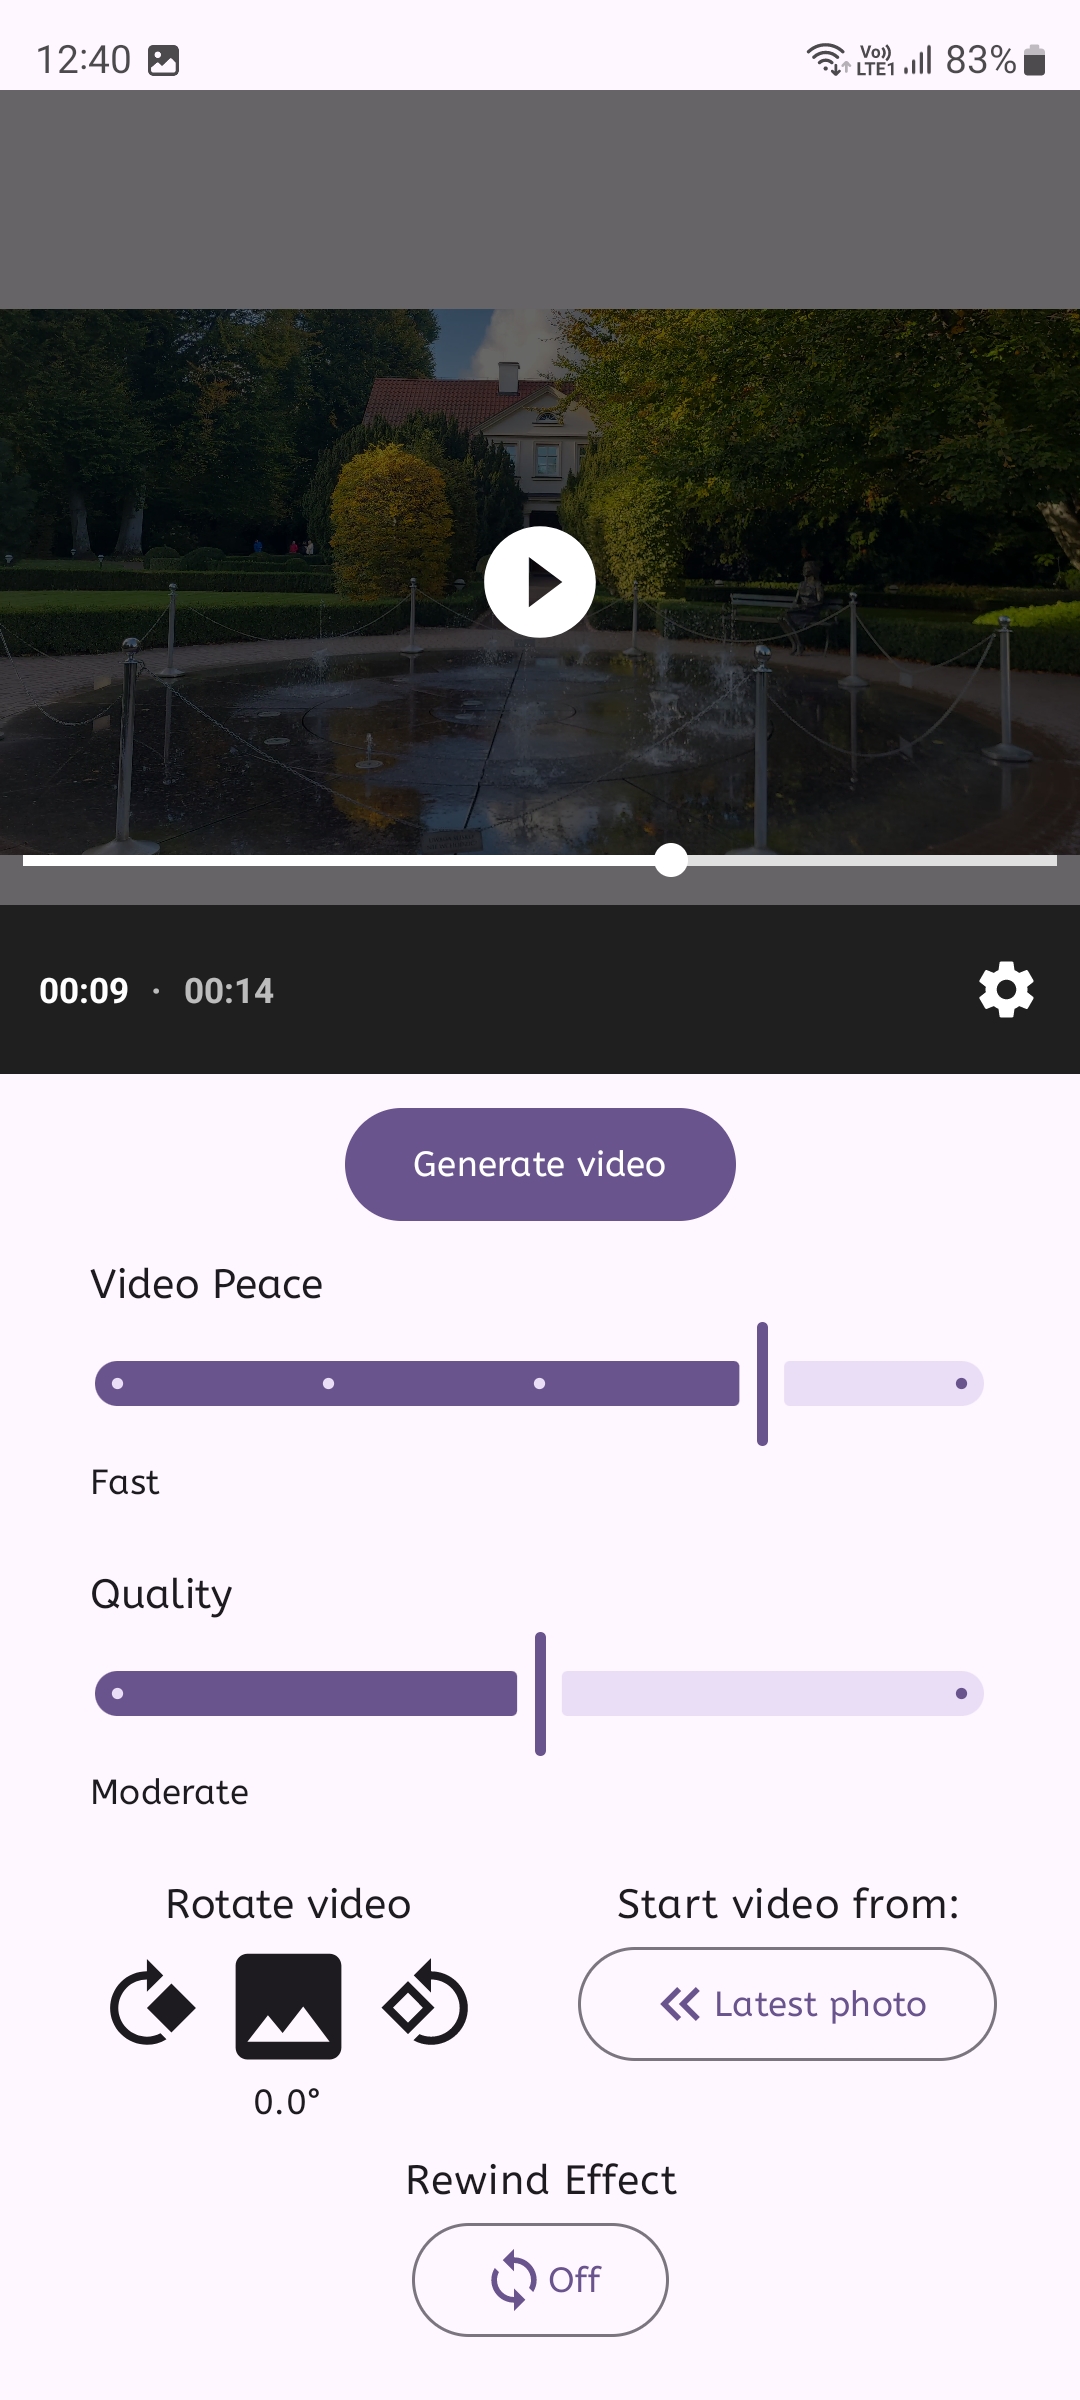 12:40 Vo)) LTE1 83%
00:09 · 00:14
Generate video
Video Peace
Fast
Quality
Moderate
Rotate video
Start video from:
Latest photo
0.0°
Rewind Effect
Off